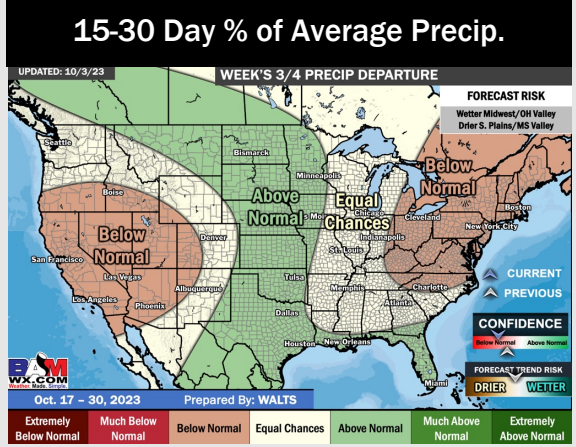 15-30 Day % of Average Precip.
UPDATED: 10/3/23
WEEK'S 3/4 PRECIP DEPARTURE
FORECAST RISK
Wetter Midwest/OH Valley
Drier S. Plains/MS Valley
Seattle
Bismarck
Minneapolis
Below
Normal
Boise
Above
Normal
Equal
Chances
Chicago
Cleveland
Boston
New York City
Below
Normal
Denver
Indianapolis
St. Louis
San Francisco
Las Vegas
Tulsa
Memphis
Charlotte
CURRENT
PREVIOUS
Los Angeles
Albuquerque
Phoenix
Atlanta
Dallas
CONFIDENCE
Below Normal
Above Normal
Houston
New Orleans
BAM
WX.COM
Weather. Made. Simple.
FORECAST TREND RISK
DRIER
WETTER
Miami
Oct. 17 – 30, 2023
Prepared By: WALTS
Extremely
Below Normal
Much Below
Normal
Below Normal
Equal Chances
Above Normal
Much Above
Normal
Extremely
Above Normal